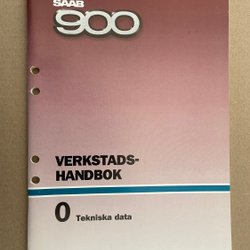 SAAB
900
VERKSTADS-
HANDBOK
0 Tekniska data